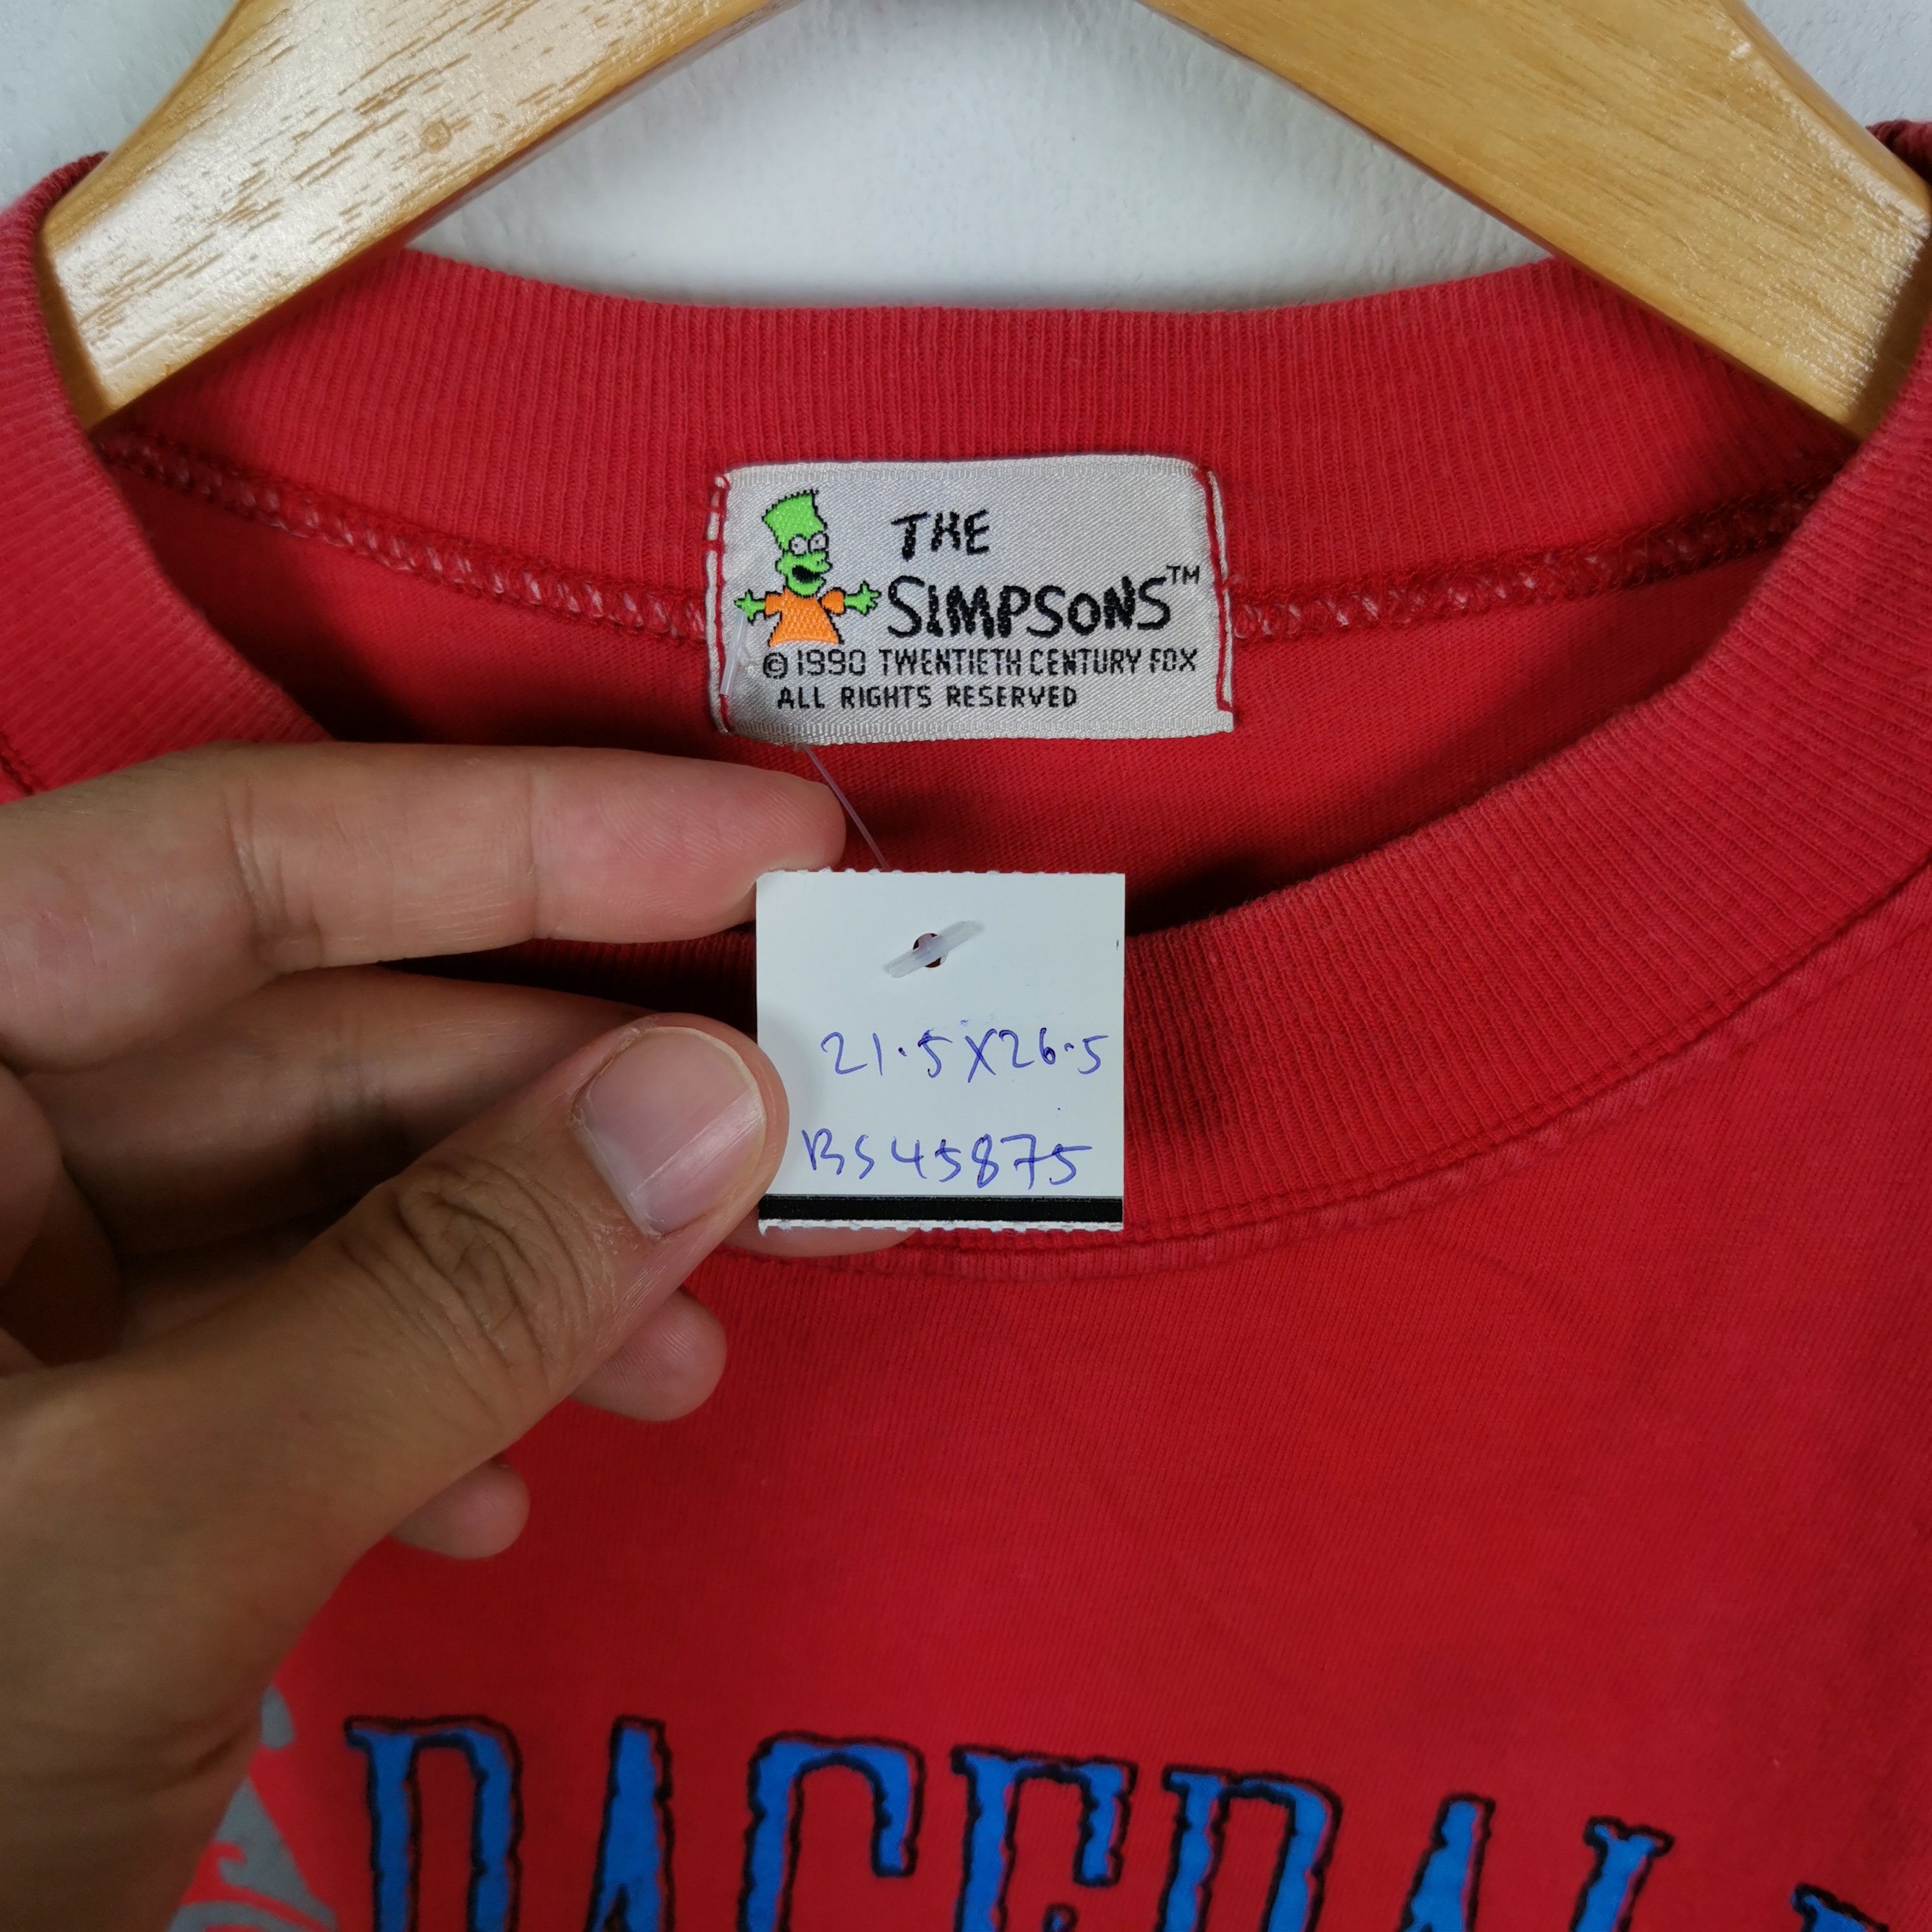 THE
SIMPSONS™
© 1990 TWENTIETH CENTURY FOX
ALL RIGHTS RESERVED
21.5X26.5
BS45875